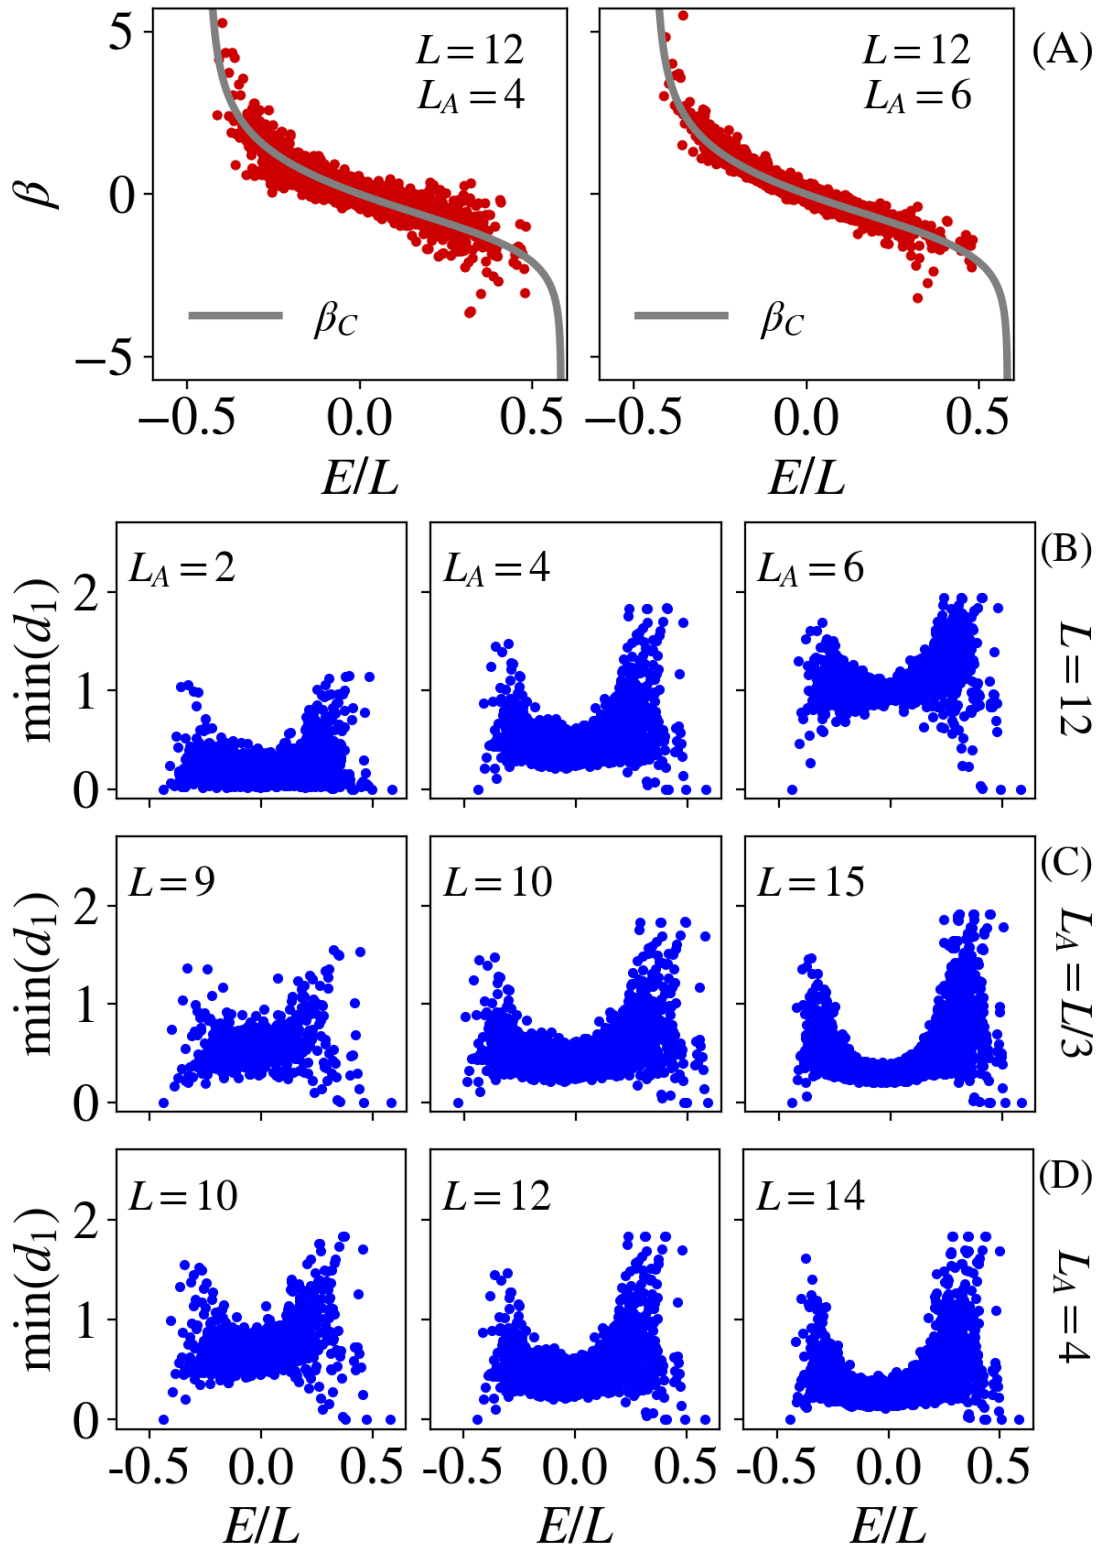 (A)
β
5
0
−5
L = 12
L_A = 4
β_C
−0.5 0.0 0.5
E/L
L = 12
L_A = 6
β_C
−0.5 0.0 0.5
E/L
(B)
L = 12
min(d_1)
2
1
0
L_A = 2
L_A = 4
L_A = 6
(C)
L_A = L/3
min(d_1)
2
1
0
L = 9
L = 10
L = 15
(D)
L_A = 4
min(d_1)
2
1
0
L = 10
L = 12
L = 14
-0.5 0.0 0.5
-0.5 0.0 0.5
-0.5 0.0 0.5
E/L
E/L
E/L